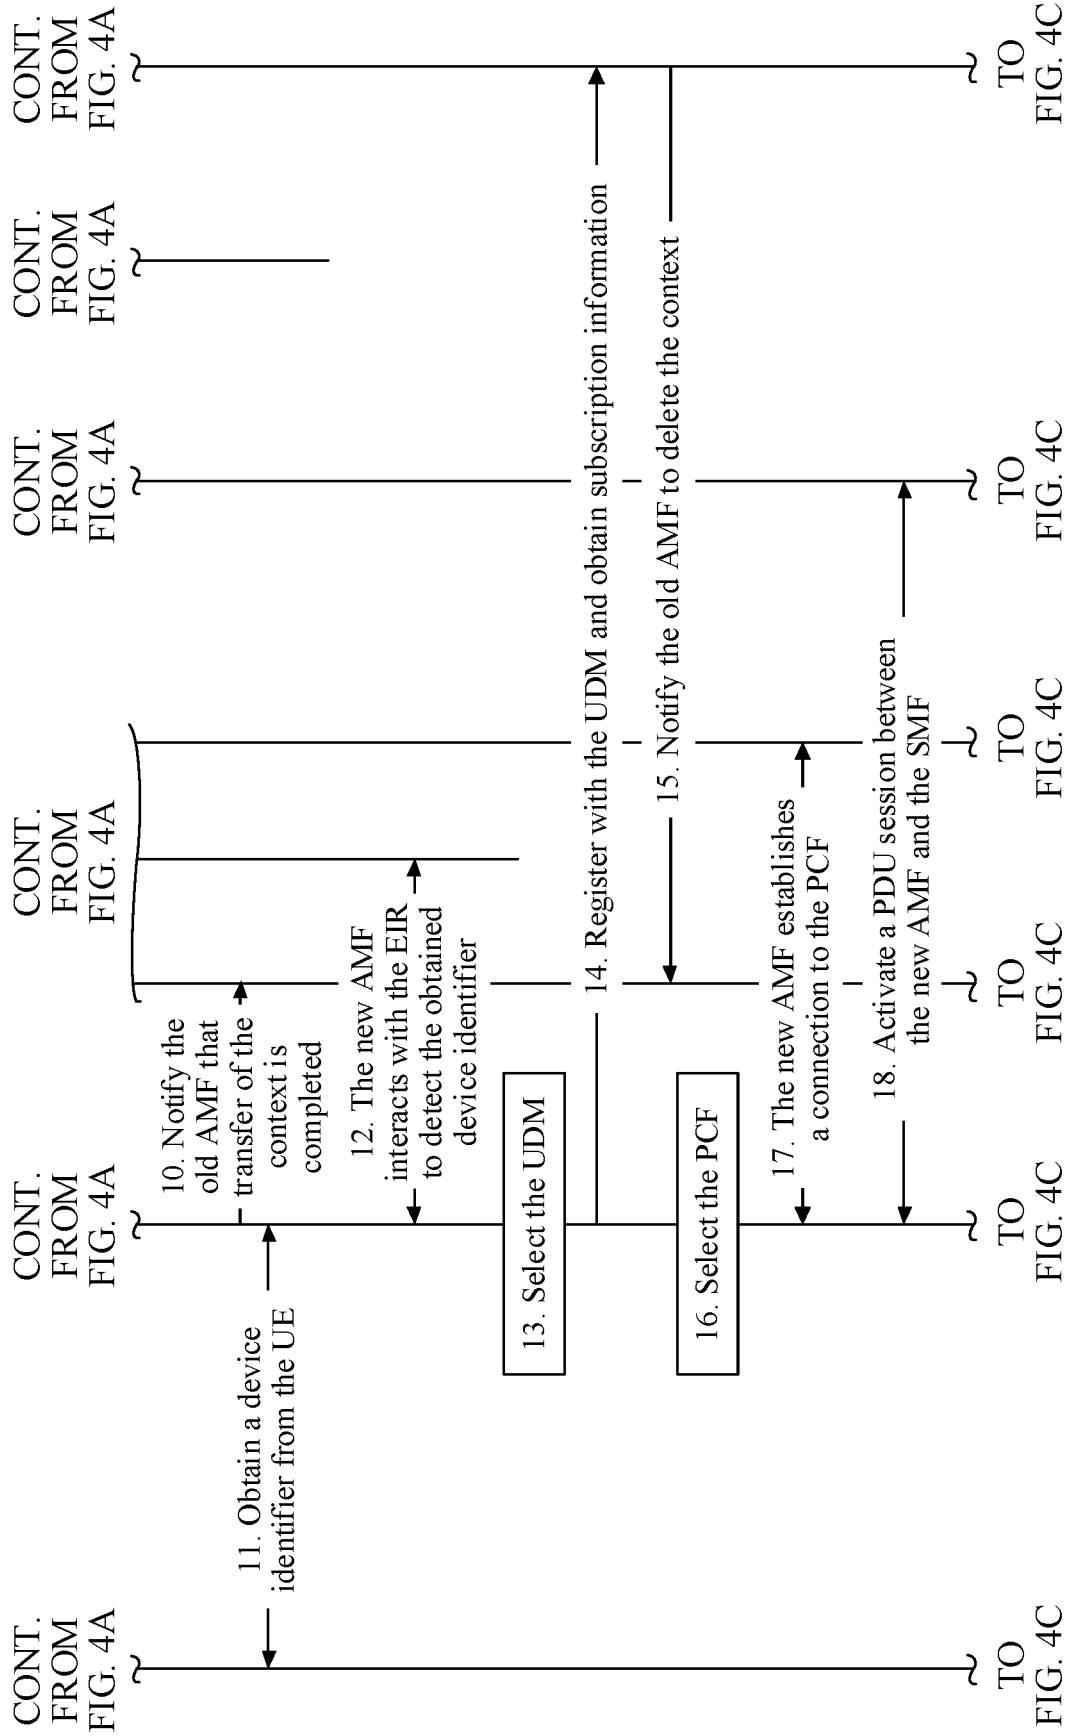 CONT.
FROM
FIG. 4A
CONT.
FROM
FIG. 4A
CONT.
FROM
FIG. 4A
CONT.
FROM
FIG. 4A
CONT.
FROM
FIG. 4A
CONT.
FROM
FIG. 4A
10. Notify the
old AMF that
transfer of the
context is
completed
11. Obtain a device
identifier from the UE
12. The new AMF
interacts with the EIR
to detect the obtained
device identifier
13. Select the UDM
14. Register with the UDM and obtain subscription information
15. Notify the old AMF to delete the context
16. Select the PCF
17. The new AMF establishes
a connection to the PCF
18. Activate a PDU session between
the new AMF and the SMF
TO
FIG. 4C
TO
FIG. 4C
TO
FIG. 4C
TO
FIG. 4C
TO
FIG. 4C
TO
FIG. 4C